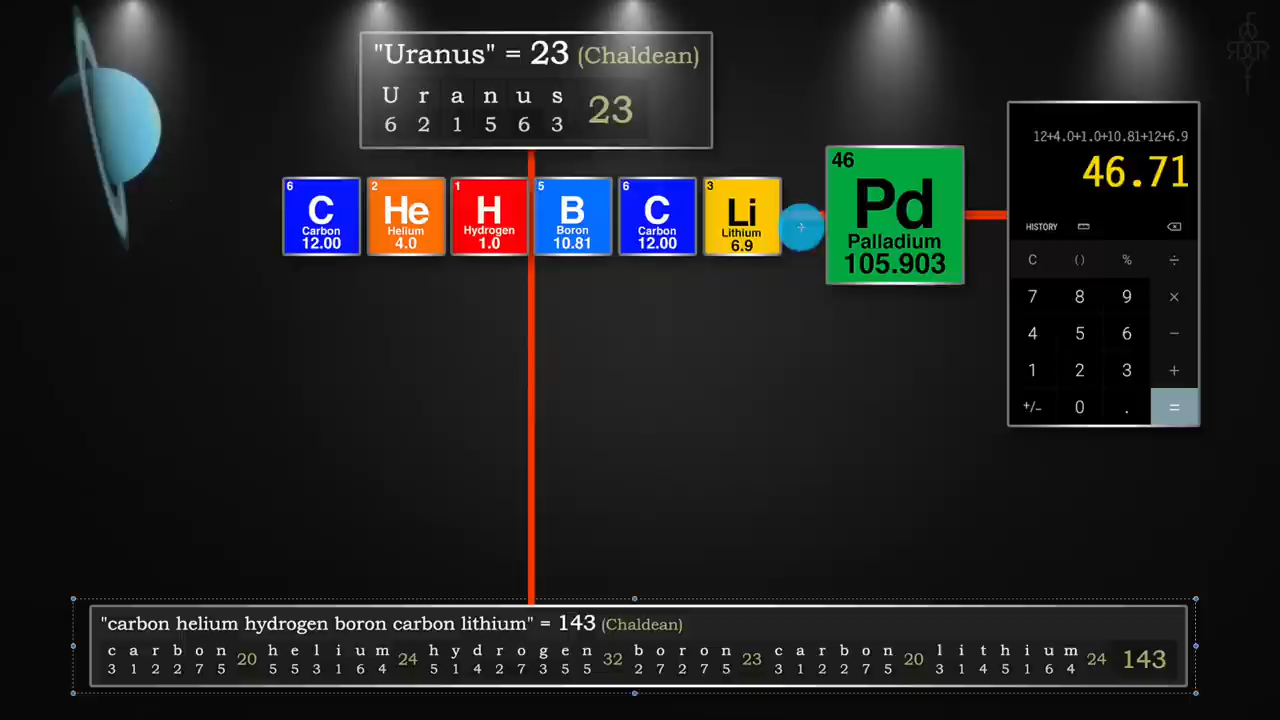 "Uranus" = 23 (Chaldean)
U r a n u s 23
6 2 1 5 6 3
6 C Carbon 12.00
2 He Helium 4.0
1 H Hydrogen 1.0
5 B Boron 10.81
6 C Carbon 12.00
3 Li Lithium 6.9
46 Pd Palladium 105.903
12+4.0+1.0+10.81+12+6.9
46.71
HISTORY
C () % ÷
7 8 9 ×
4 5 6 −
1 2 3 +
+/− 0 . =
"carbon helium hydrogen boron carbon lithium" = 143 (Chaldean)
c a r b o n 20 h e l i u m 24 h y d r o g e n 32 b o r o n 23 c a r b o n 20 l i t h i u m 24 143
3 1 2 2 7 5 5 5 3 1 6 4 5 1 4 2 7 3 5 5 2 7 2 7 5 3 1 2 2 7 5 3 1 4 5 1 6 4